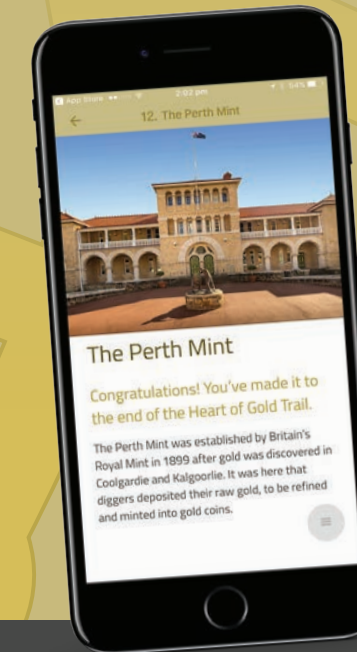 App Store 2:02 pm 54%
12. The Perth Mint
The Perth Mint
Congratulations! You've made it to
the end of the Heart of Gold Trail.
The Perth Mint was established by Britain's
Royal Mint in 1899 after gold was discovered in
Coolgardie and Kalgoorlie. It was here that
diggers deposited their raw gold, to be refined
and minted into gold coins.